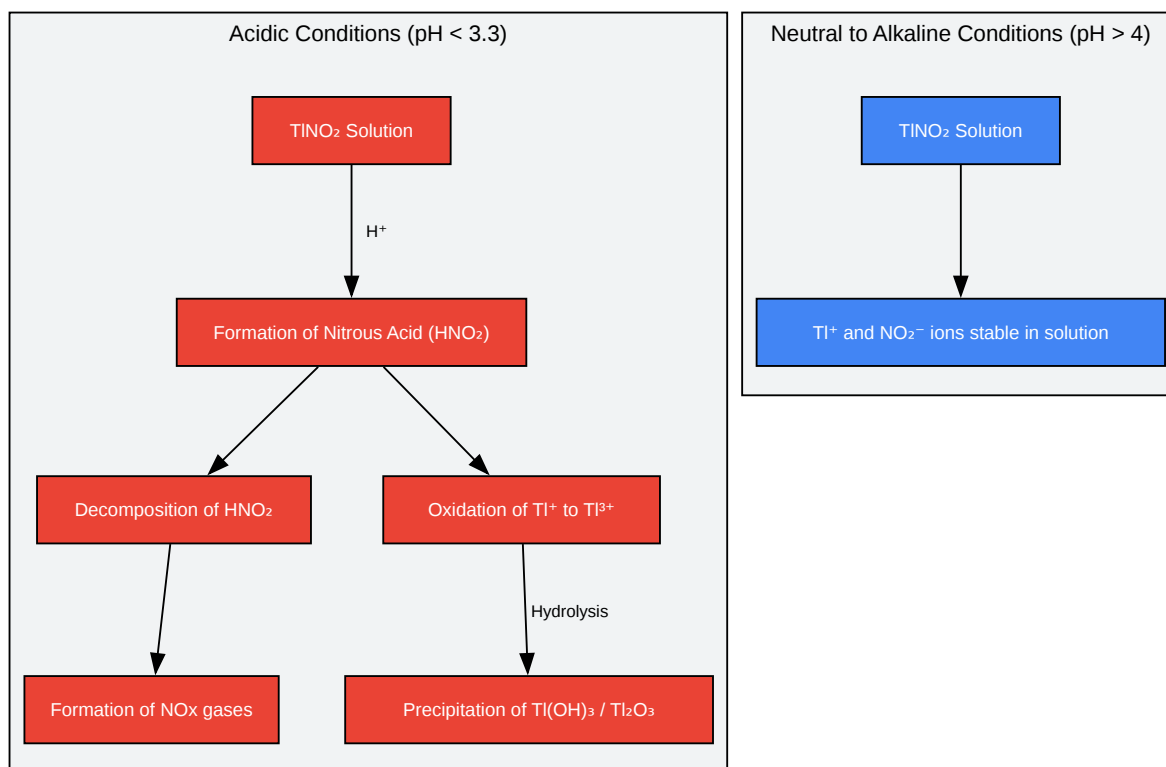 Acidic Conditions (pH < 3.3)
TlNO₂ Solution
H⁺
Formation of Nitrous Acid (HNO₂)
Decomposition of HNO₂
Oxidation of Tl⁺ to Tl³⁺
Hydrolysis
Formation of NOx gases
Precipitation of Tl(OH)₃ / Tl₂O₃
Neutral to Alkaline Conditions (pH > 4)
TlNO₂ Solution
Tl⁺ and NO₂⁻ ions stable in solution